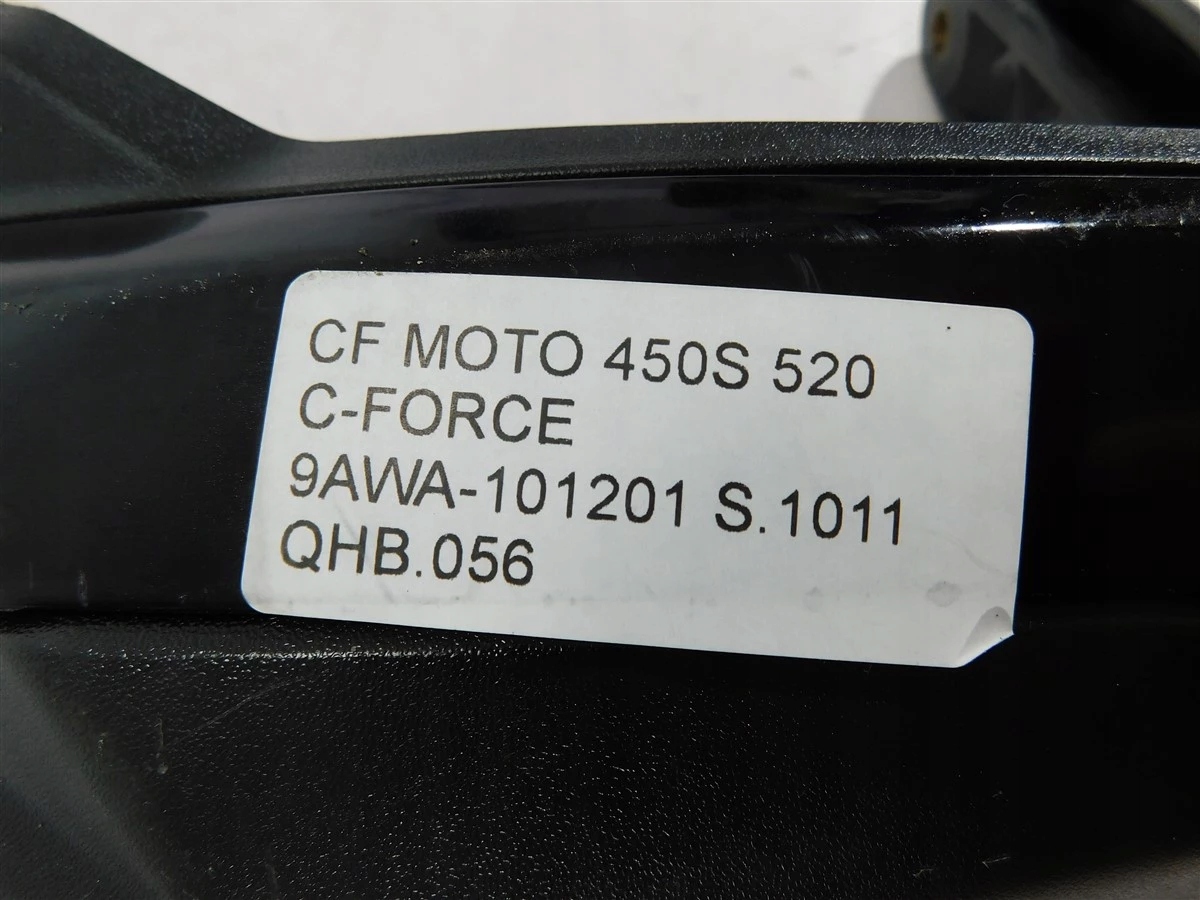 CF MOTO 450S 520
C-FORCE
9AWA-101201 S.1011
QHB.056